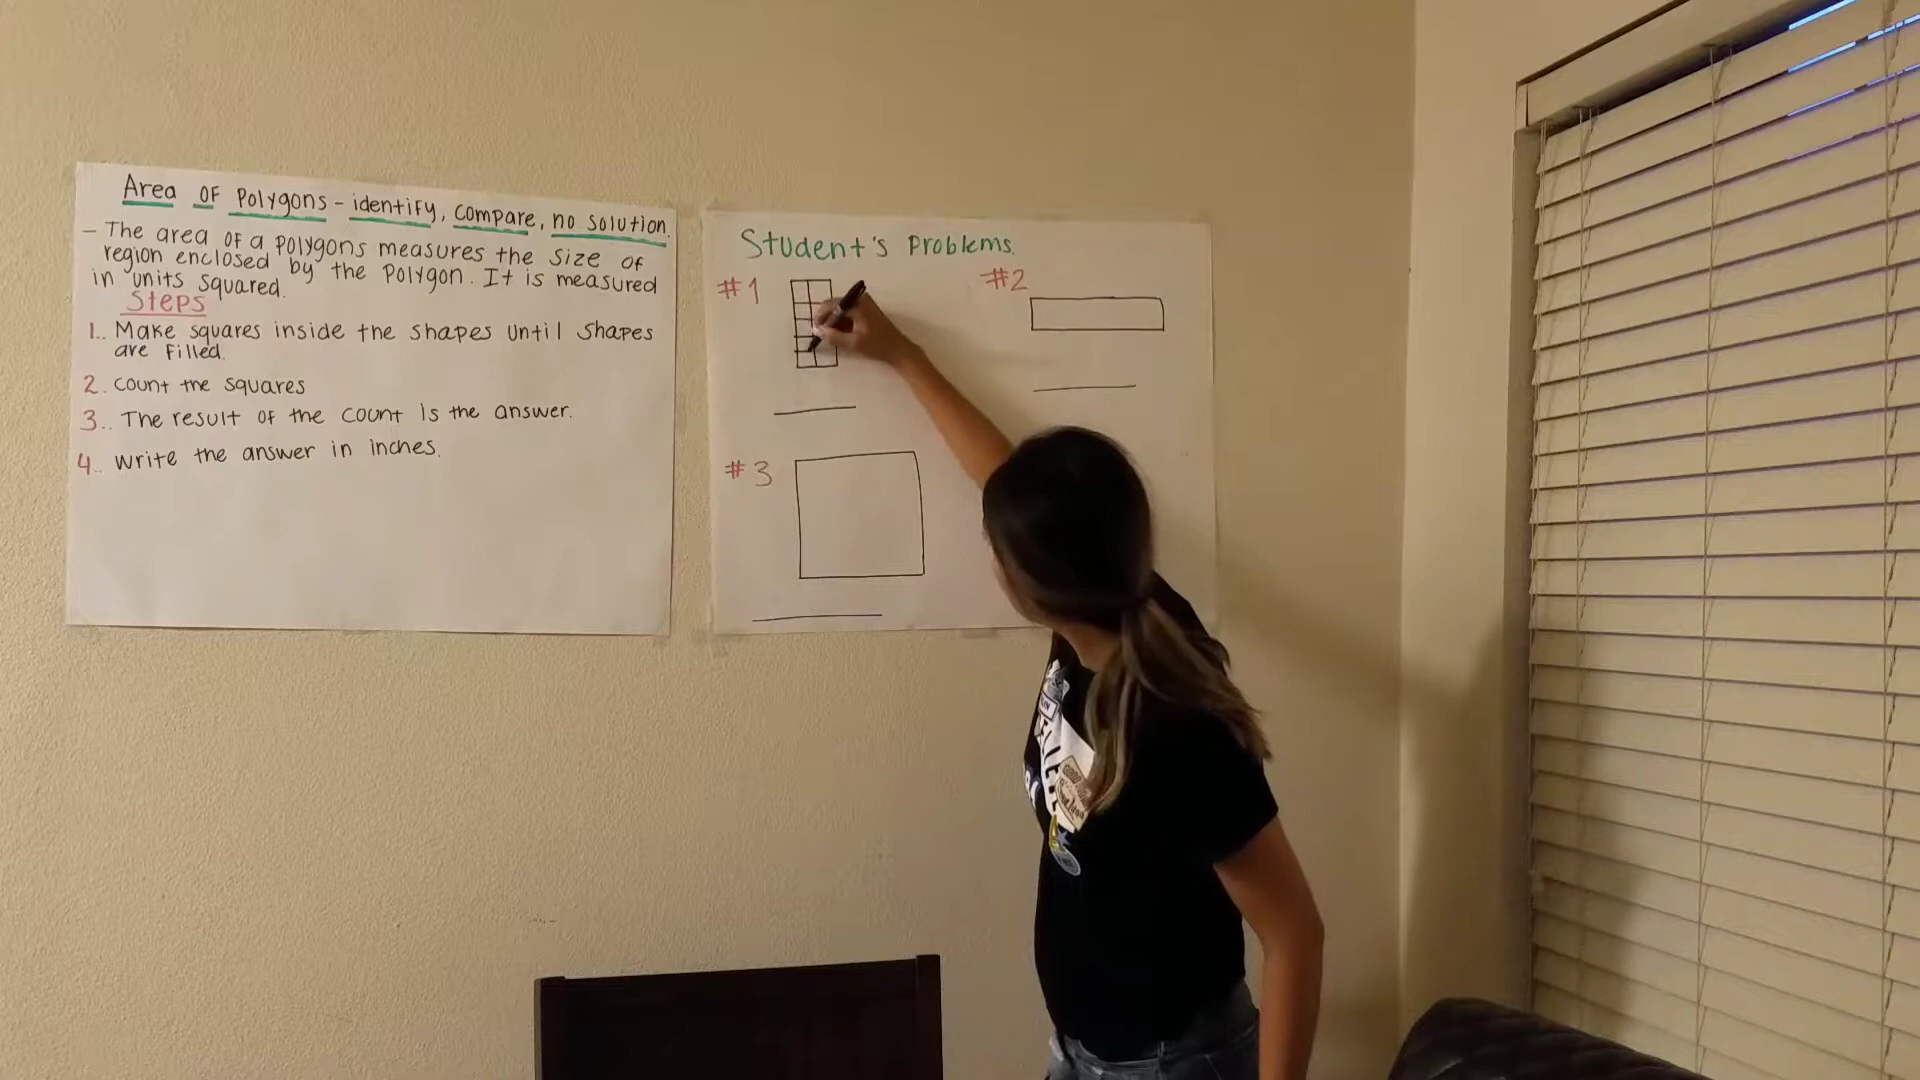 Area OF Polygons - identify, compare, no solution.
- The area of a polygons measures the size of
region enclosed by the polygon. It is measured
in units squared.
Steps
1.. Make squares inside the shapes until shapes
are filled.
2. count the squares
3.. The result of the count is the answer.
4.. write the answer in inches.
Student's Problems.
#1
#2
#3